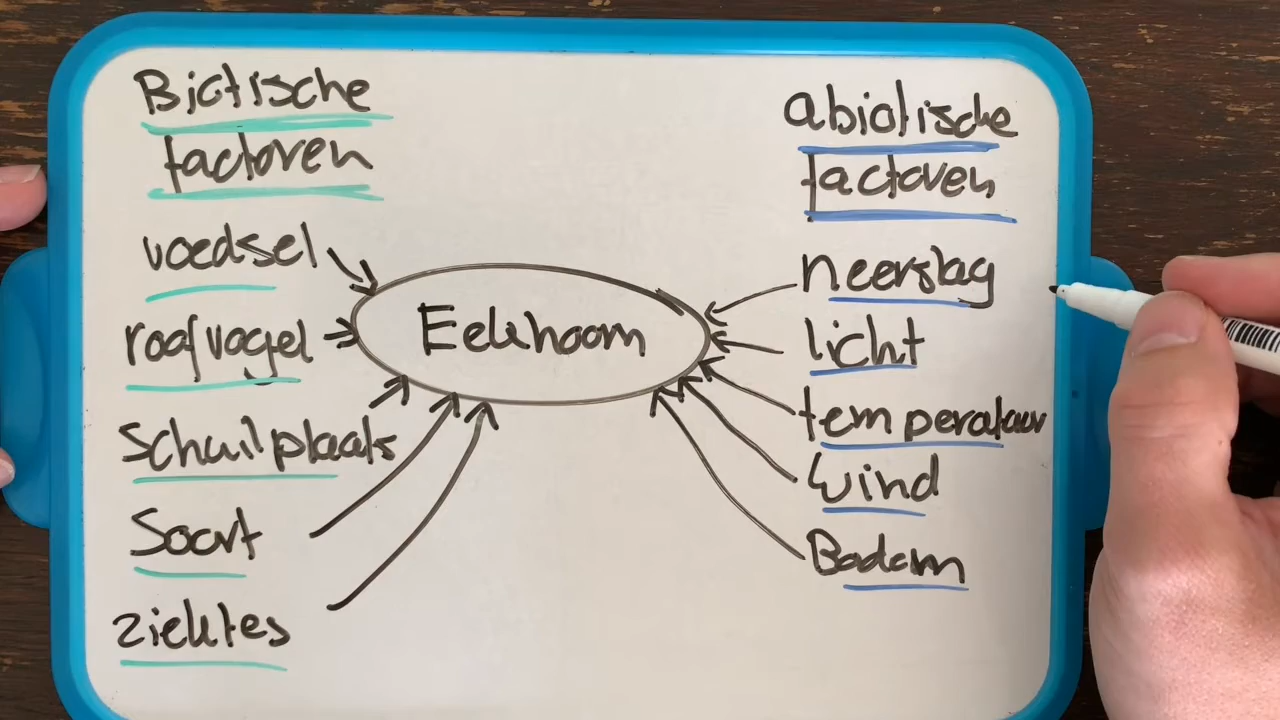 Biotische
factoren
voedsel
roofvogel
Schuilplaats
Soort
ziektes
Eekhoorn
abiotische
factoren
neerslag
licht
temperatuur
Wind
Bodem